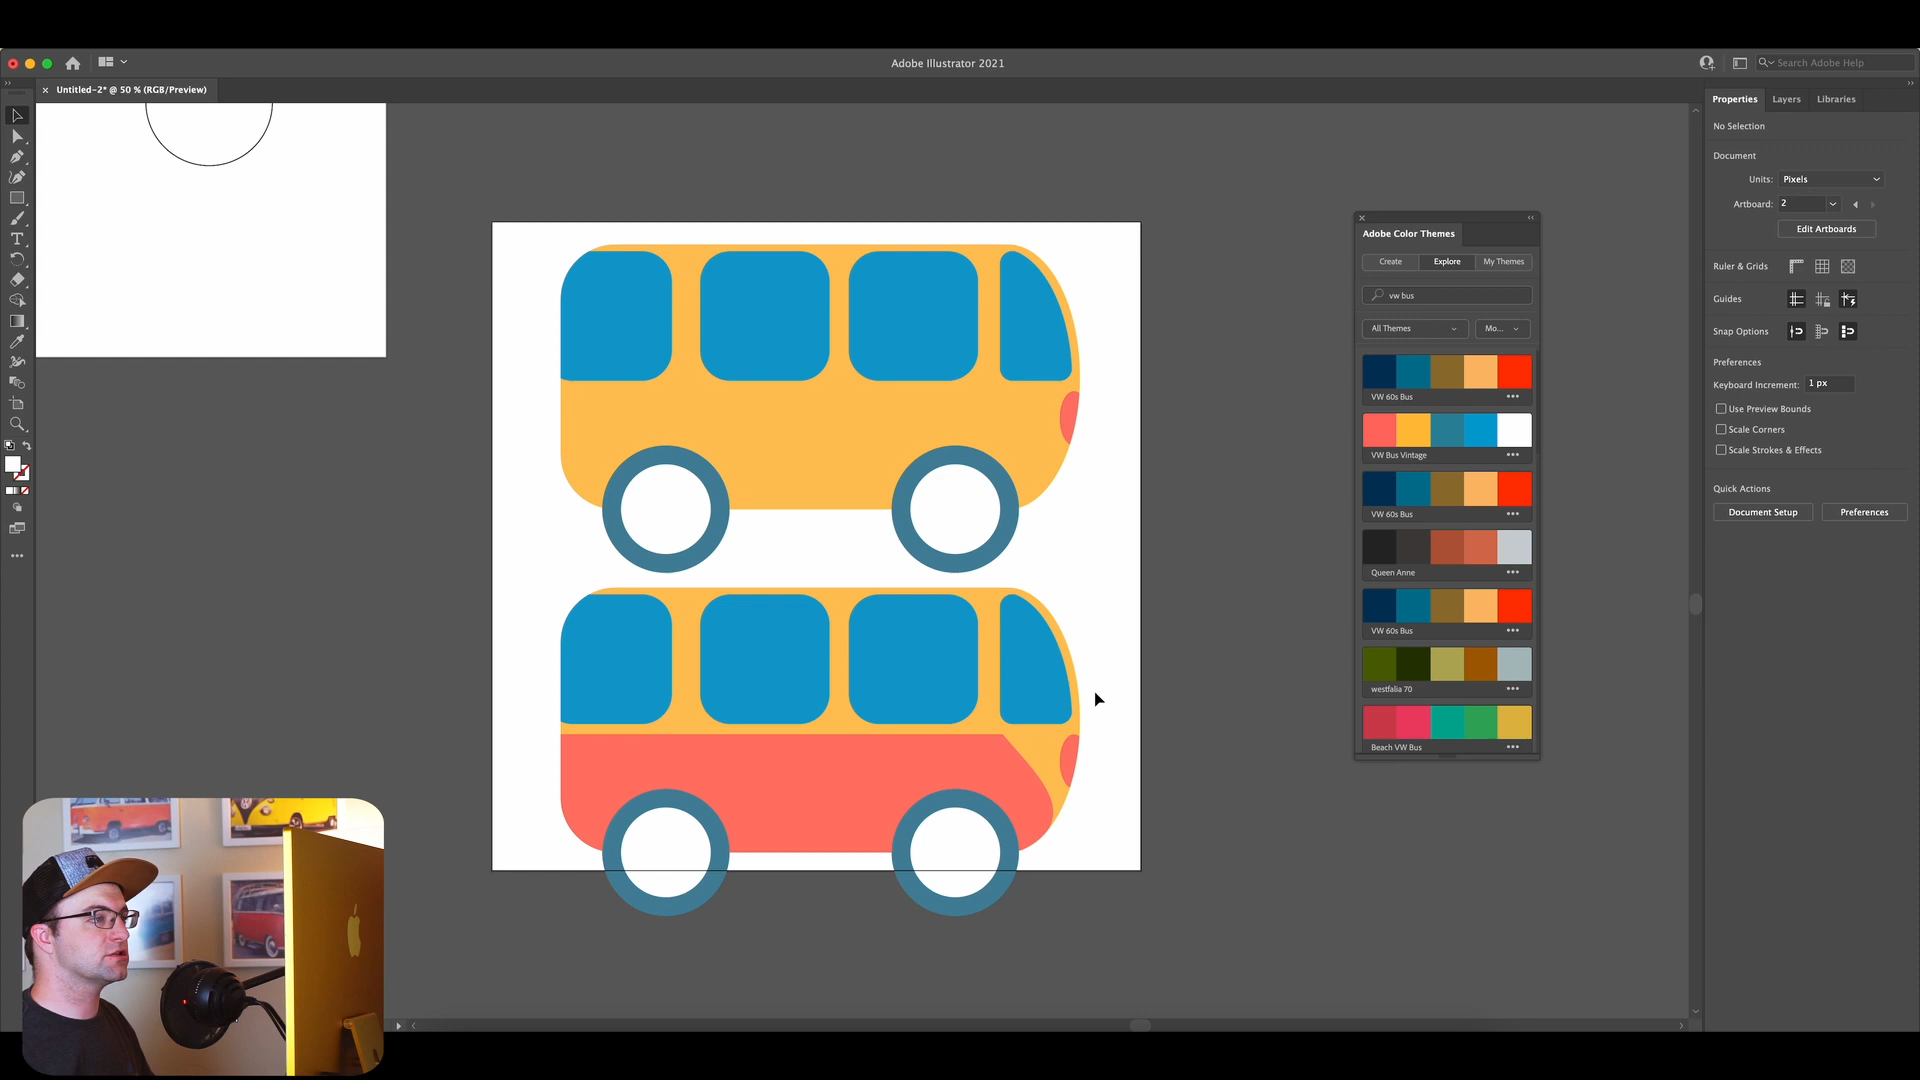 Adobe Illustrator 2021
Search Adobe Help
Untitled-2* @ 50 % (RGB/Preview)
Properties
Layers
Libraries
No Selection
Document
Units:
Pixels
Artboard:
2
Edit Artboards
Ruler & Grids
Guides
Snap Options
Preferences
Keyboard Increment:
1 px
Use Preview Bounds
Scale Corners
Scale Strokes & Effects
Quick Actions
Document Setup
Preferences
Adobe Color Themes
Create
Explore
My Themes
vw bus
All Themes
Mo...
VW 60s Bus
VW Bus Vintage
VW 60s Bus
Queen Anne
VW 60s Bus
westfalia 70
Beach VW Bus